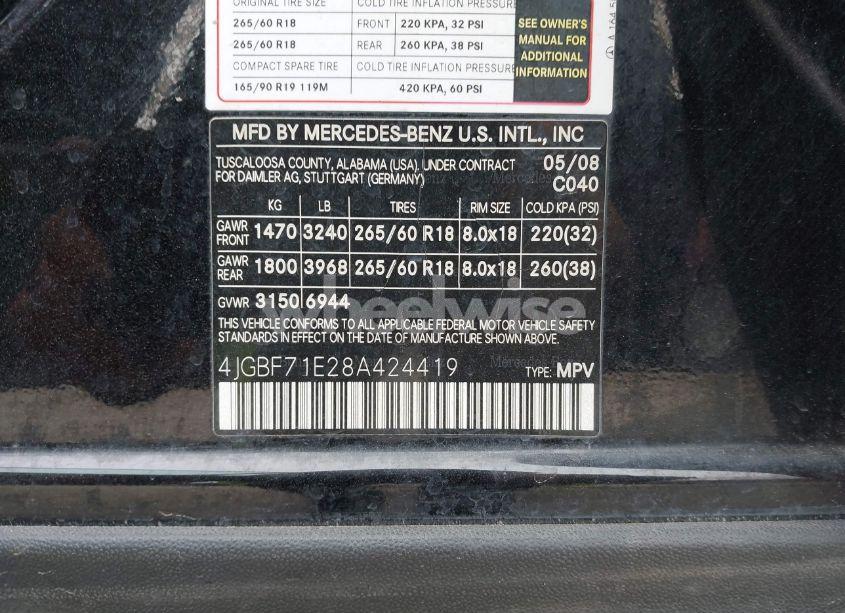 ORIGINAL TIRE SIZE COLD TIRE INFLATION PRESSURE
265/60 R18 FRONT 220 KPA, 32 PSI
265/60 R18 REAR 260 KPA, 38 PSI
COMPACT SPARE TIRE COLD TIRE INFLATION PRESSURE
165/90 R19 119M 420 KPA, 60 PSI
SEE OWNER'S
MANUAL FOR
ADDITIONAL
INFORMATION
A 164
MFD BY MERCEDES-BENZ U.S. INTL., INC
TUSCALOOSA COUNTY, ALABAMA (USA). UNDER CONTRACT 05/08
FOR DAIMLER AG, STUTTGART (GERMANY) C040
KG LB TIRES RIM SIZE COLD KPA (PSI)
GAWR FRONT 1470 3240 265/60 R18 8.0x18 220(32)
GAWR REAR 1800 3968 265/60 R18 8.0x18 260(38)
GVWR 3150 6944
wheelwise
THIS VEHICLE CONFORMS TO ALL APPLICABLE FEDERAL MOTOR VEHICLE SAFETY
STANDARDS IN EFFECT ON THE DATE OF MANUFACTURE SHOWN ABOVE.
4JGBF71E28A424419 TYPE: MPV